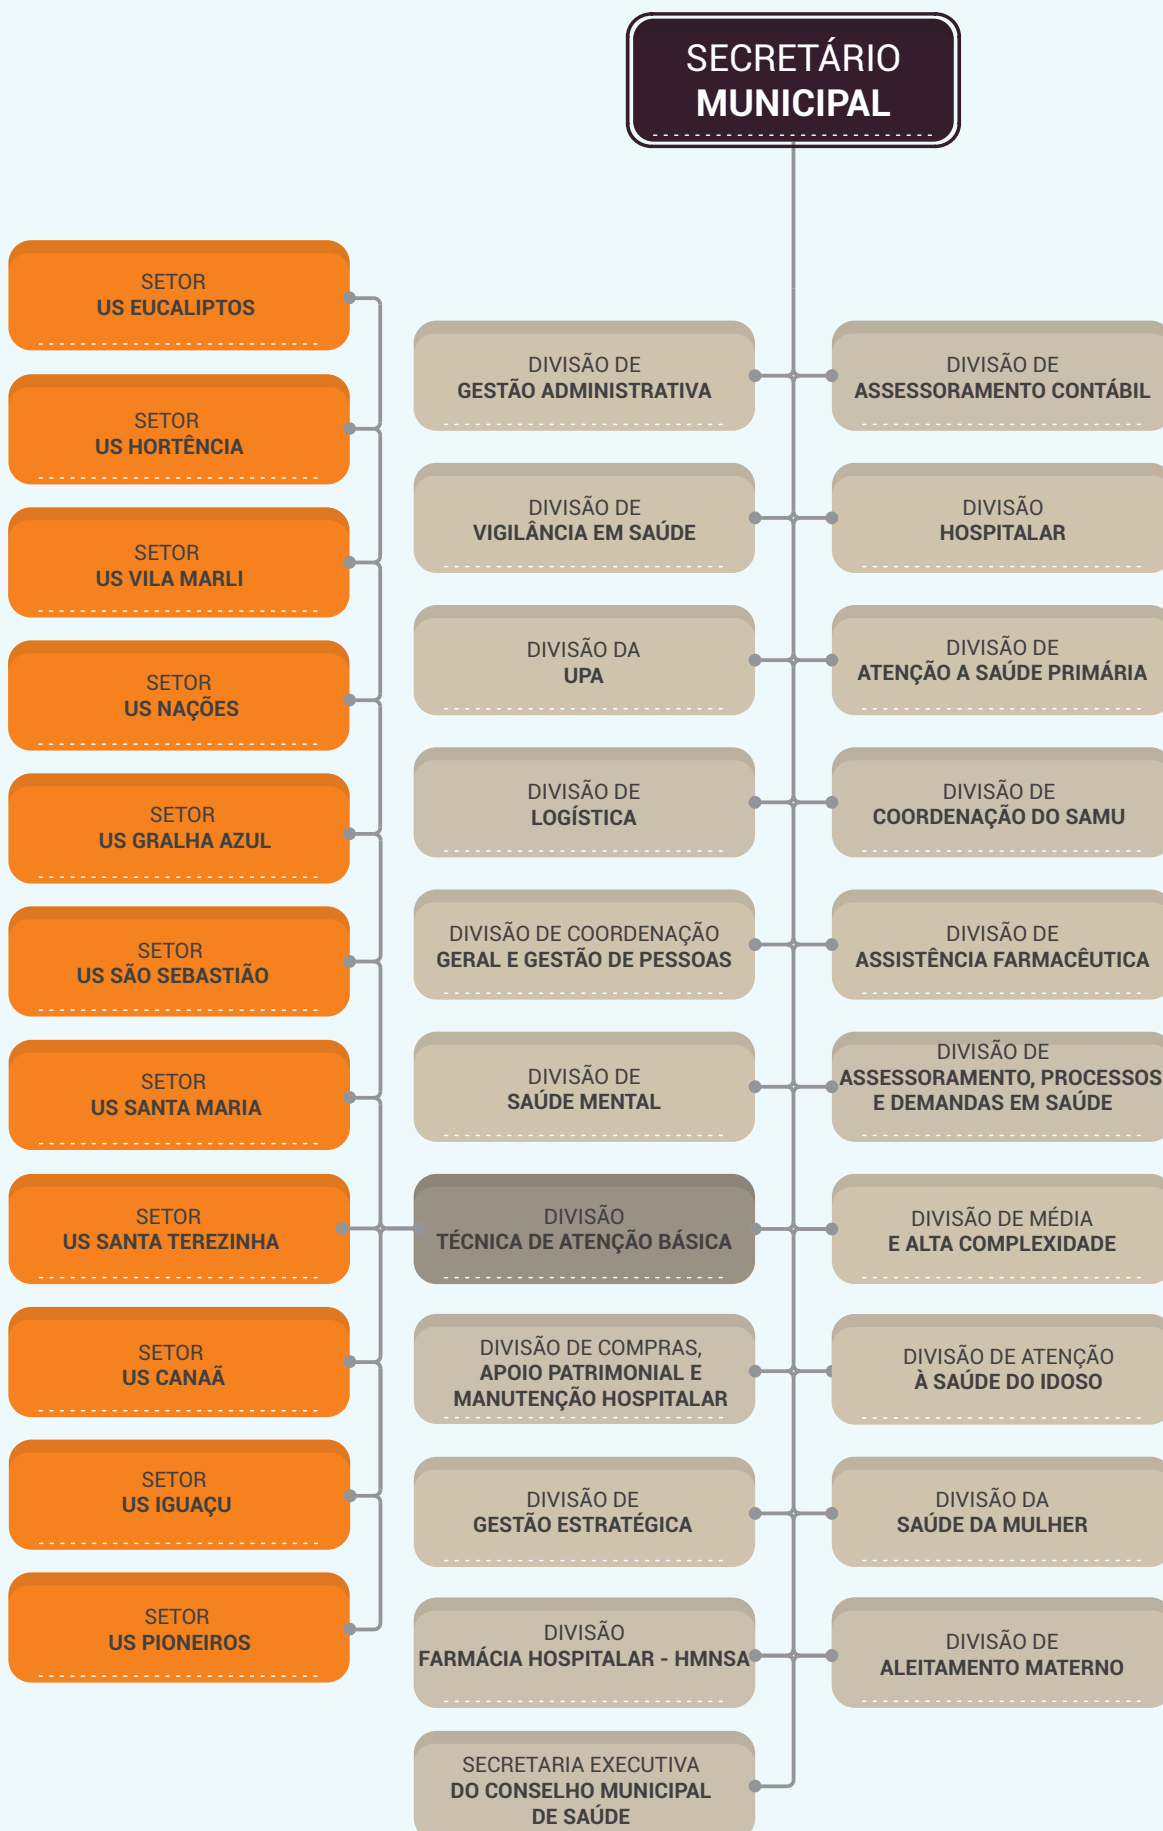 SECRETÁRIO
MUNICIPAL
SETOR
US EUCALIPTOS
SETOR
US HORTÊNCIA
SETOR
US VILA MARLI
SETOR
US NAÇÕES
SETOR
US GRALHA AZUL
SETOR
US SÃO SEBASTIÃO
SETOR
US SANTA MARIA
SETOR
US SANTA TEREZINHA
SETOR
US CANAÃ
SETOR
US IGUAÇU
SETOR
US PIONEIROS
DIVISÃO DE
GESTÃO ADMINISTRATIVA
DIVISÃO DE
VIGILÂNCIA EM SAÚDE
DIVISÃO DA
UPA
DIVISÃO DE
LOGÍSTICA
DIVISÃO DE COORDENAÇÃO
GERAL E GESTÃO DE PESSOAS
DIVISÃO DE
SAÚDE MENTAL
DIVISÃO
TÉCNICA DE ATENÇÃO BÁSICA
DIVISÃO DE COMPRAS,
APOIO PATRIMONIAL E
MANUTENÇÃO HOSPITALAR
DIVISÃO DE
GESTÃO ESTRATÉGICA
DIVISÃO
FARMÁCIA HOSPITALAR - HMNSA
SECRETARIA EXECUTIVA
DO CONSELHO MUNICIPAL
DE SAÚDE
DIVISÃO DE
ASSESSORAMENTO CONTÁBIL
DIVISÃO
HOSPITALAR
DIVISÃO DE
ATENÇÃO A SAÚDE PRIMÁRIA
DIVISÃO DE
COORDENAÇÃO DO SAMU
DIVISÃO DE
ASSISTÊNCIA FARMACÊUTICA
DIVISÃO DE
ASSESSORAMENTO, PROCESSOS
E DEMANDAS EM SAÚDE
DIVISÃO DE MÉDIA
E ALTA COMPLEXIDADE
DIVISÃO DE ATENÇÃO
À SAÚDE DO IDOSO
DIVISÃO DA
SAÚDE DA MULHER
DIVISÃO DE
ALEITAMENTO MATERNO